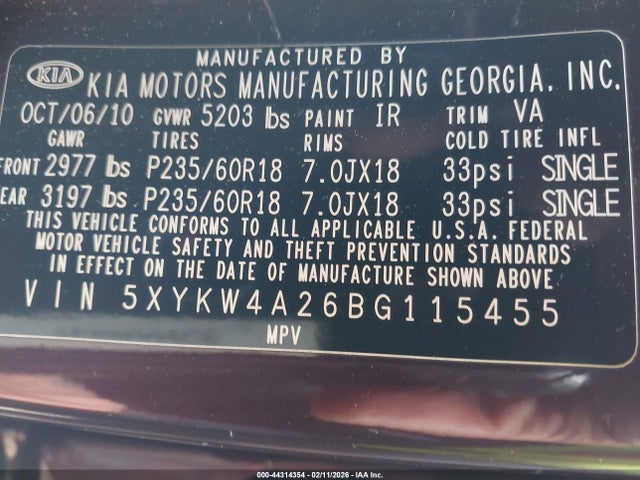 MANUFACTURED BY
KIA KIA MOTORS MANUFACTURING GEORGIA, INC.
OCT/06/10 GVWR 5203 lbs PAINT IR TRIM VA
GAWR TIRES RIMS COLD TIRE INFL
FRONT 2977 lbs P235/60R18 7.0JX18 33psi SINGLE
EAR 3197 lbs P235/60R18 7.0JX18 33psi SINGLE
THIS VEHICLE CONFORMS TO ALL APPLICABLE U.S.A. FEDERAL
MOTOR VEHICLE SAFETY AND THEFT PREVENTION STANDARDS
IN EFFECT ON THE DATE OF MANUFACTURE SHOWN ABOVE
VIN 5XYKW4A26BG115455
MPV
000-44314354 - 02/11/2026 - IAA Inc.